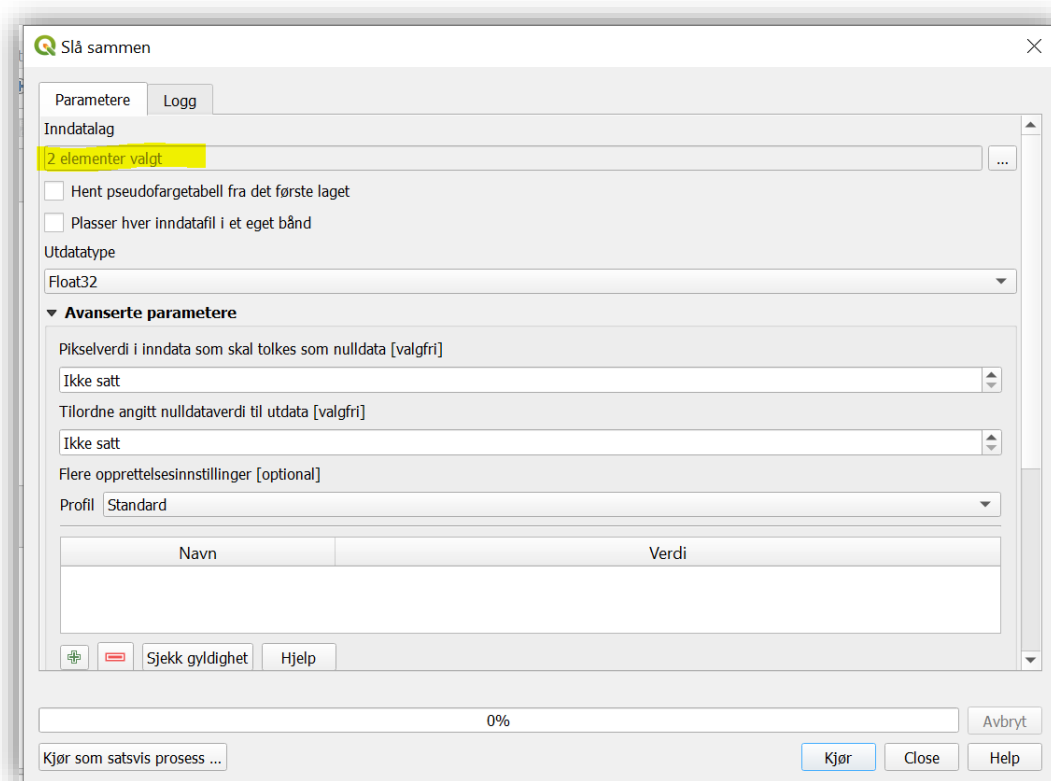 Slå sammen
Parametere
Logg
Inndatalag
2 elementer valgt
...
Hent pseudofargetabell fra det første laget
Plasser hver inndatafil i et eget bånd
Utdatatype
Float32
Avanserte parametere
Pikselverdi i inndata som skal tolkes som nulldata [valgfri]
Ikke satt
Tilordne angitt nulldataverdi til utdata [valgfri]
Ikke satt
Flere opprettelsesinnstillinger [optional]
Profil Standard
Navn Verdi
Sjekk gyldighet Hjelp
0%
Avbryt
Kjør som satsvis prosess ...
Kjør Close Help